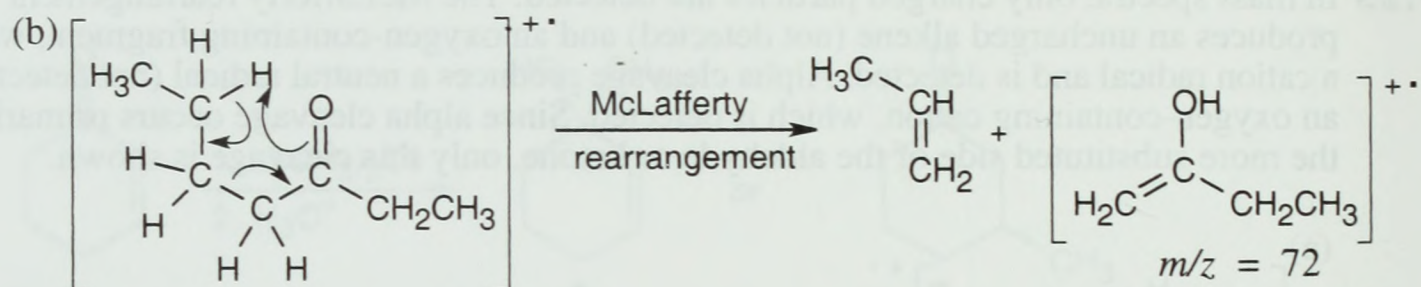 (b) H +·
H₃C H O H₃C CH OH +·
C McLafferty +
H C rearrangement CH₂ H₂C C CH₂CH₃
H C C CH₂CH₃
H H m/z = 72